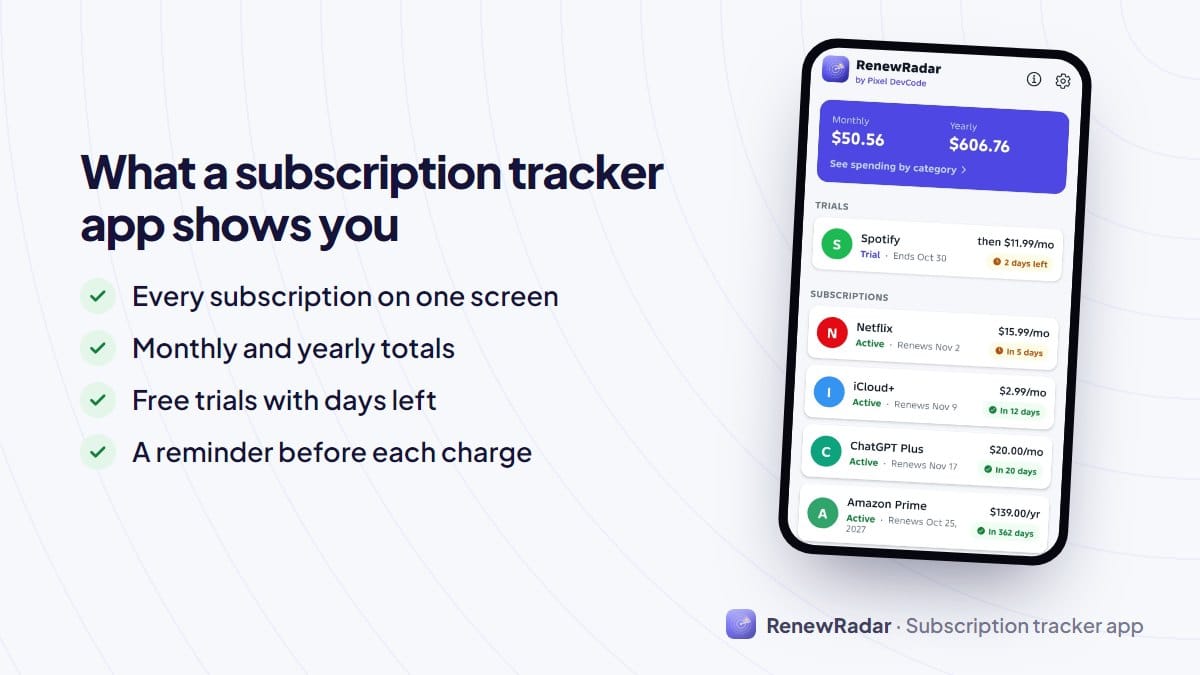 What a subscription tracker
app shows you
Every subscription on one screen
Monthly and yearly totals
Free trials with days left
A reminder before each charge
RenewRadar
by Pixel DevCode
Monthly
$50.56
Yearly
$606.76
See spending by category >
TRIALS
S
Spotify
Trial · Ends Oct 30
then $11.99/mo
2 days left
SUBSCRIPTIONS
N
Netflix
Active · Renews Nov 2
$15.99/mo
In 5 days
I
iCloud+
Active · Renews Nov 9
$2.99/mo
In 12 days
C
ChatGPT Plus
Active · Renews Nov 17
$20.00/mo
In 20 days
A
Amazon Prime
Active · Renews Oct 25,
2027
$139.00/yr
In 362 days
RenewRadar · Subscription tracker app